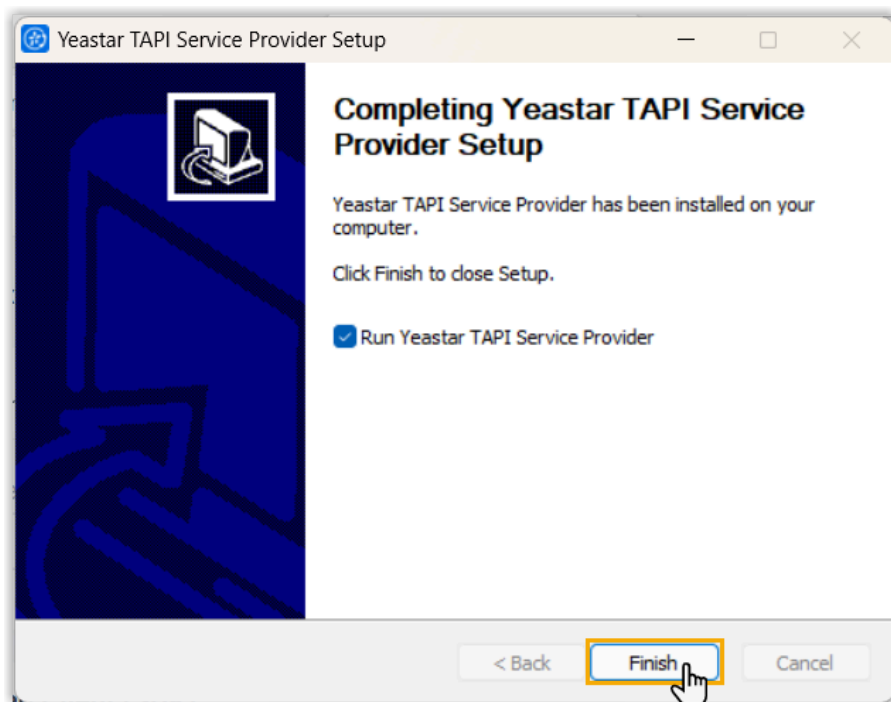 Yeastar TAPI Service Provider Setup
Completing Yeastar TAPI Service
Provider Setup
Yeastar TAPI Service Provider has been installed on your
computer.
Click Finish to close Setup.
Run Yeastar TAPI Service Provider
< Back
Finish
Cancel